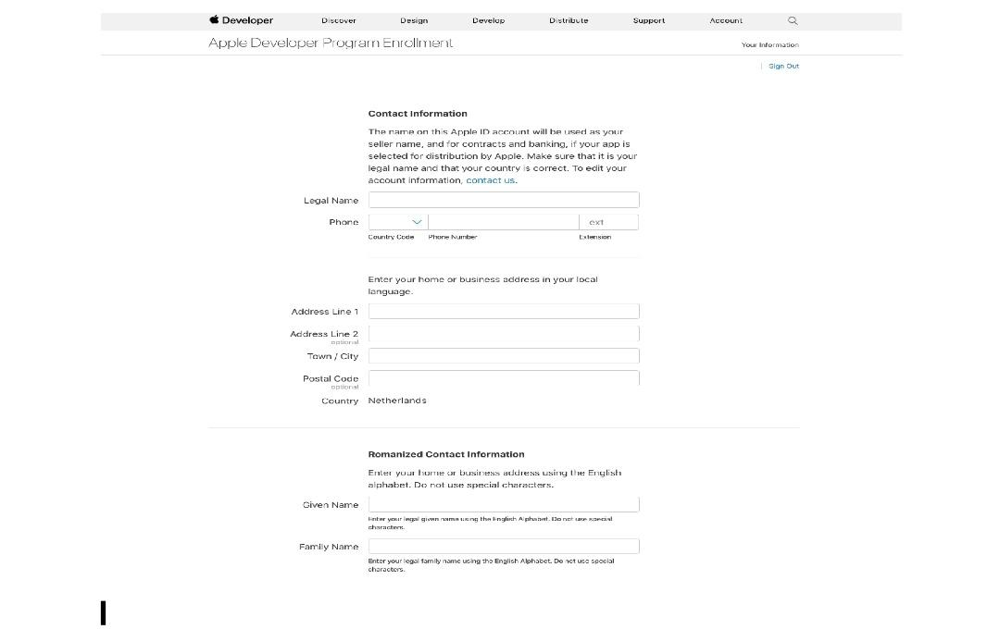 Developer Discover Design Develop Distribute Support Account
Apple Developer Program Enrollment
Your Information
Sign Out
Contact Information
The name on this Apple ID account will be used as your
seller name, and for contracts and banking, if your app is
selected for distribution by Apple. Make sure that it is your
legal name and that your country is correct. To edit your
account information, contact us.
Legal Name
Phone ext
Country Code Phone Number Extension
Enter your home or business address in your local
language.
Address Line 1
Address Line 2
optional
Town / City
Postal Code
optional
Country Netherlands
Romanized Contact Information
Enter your home or business address using the English
alphabet. Do not use special characters.
Given Name
Enter your legal given name using the English Alphabet. Do not use special
characters.
Family Name
Enter your legal family name using the English Alphabet. Do not use special
characters.